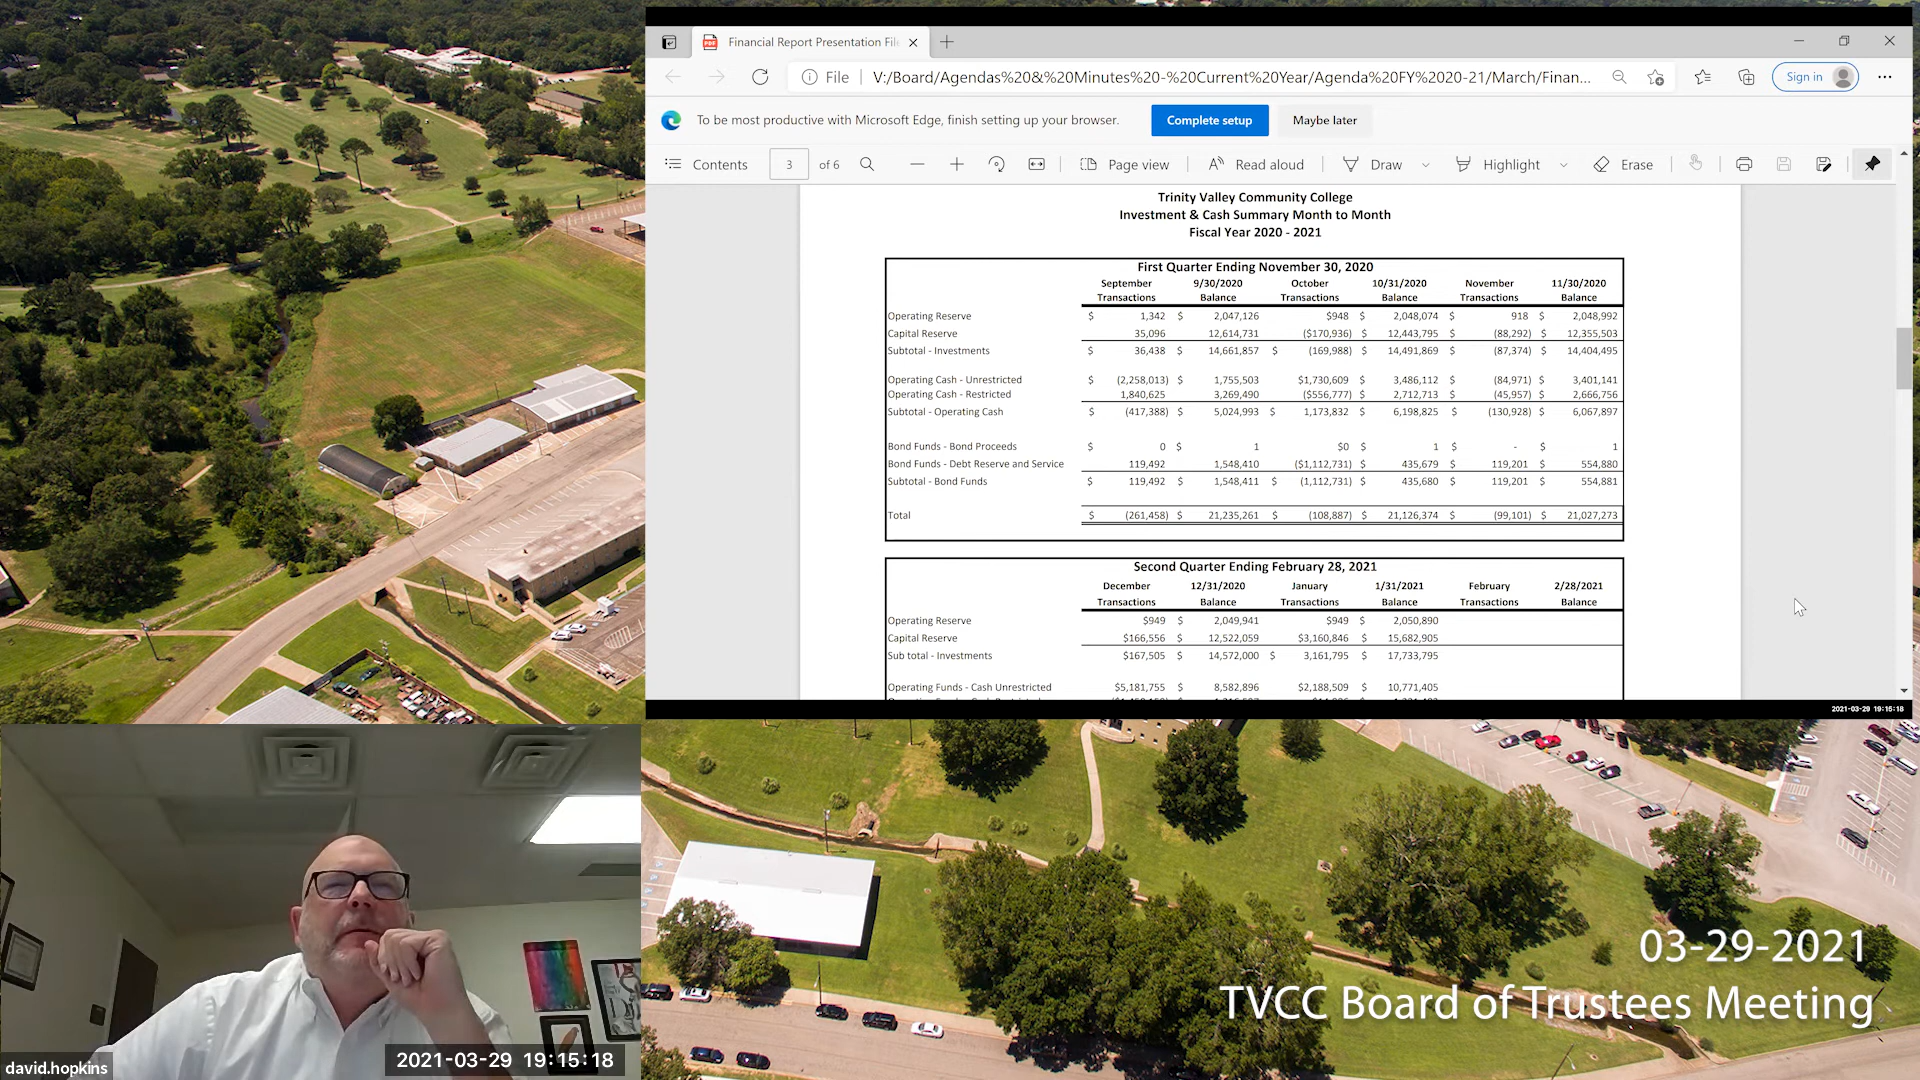 Financial Report Presentation Fil
File V:/Board/Agendas%20&%20Minutes%20-%20Current%20Year/Agenda%20FY%2020-21/March/Finan... Sign in
To be most productive with Microsoft Edge, finish setting up your browser. Complete setup Maybe later
Contents 3 of 6 Page view Read aloud Draw Highlight Erase
Trinity Valley Community College
Investment & Cash Summary Month to Month
Fiscal Year 2020 - 2021
First Quarter Ending November 30, 2020
September 9/30/2020 October 10/31/2020 November 11/30/2020
Transactions Balance Transactions Balance Transactions Balance
Operating Reserve $ 1,342 $ 2,047,126 $948 $ 2,048,074 918 $ 2,048,992
Capital Reserve 35,096 12,614,731 ($170,936) $ 12,443,795 $ (88,292) $ 12,355,503
Subtotal - Investments $ 36,438 $ 14,661,857 $ (169,988) $ 14,491,869 $ (87,374) $ 14,404,495
Operating Cash - Unrestricted $ (2,258,013) $ 1,755,503 $1,730,609 $ 3,486,112 $ (84,971) $ 3,401,141
Operating Cash - Restricted 1,840,625 3,269,490 ($556,777) $ 2,712,713 $ (45,957) $ 2,666,756
Subtotal - Operating Cash $ (417,388) $ 5,024,993 $ 1,173,832 $ 6,198,825 $ (130,928) $ 6,067,897
Bond Funds - Bond Proceeds $ 0 $ 1 $0 $ 1 $ - $ 1
Bond Funds - Debt Reserve and Service 119,492 1,548,410 ($1,112,731) $ 435,679 $ 119,201 $ 554,880
Subtotal - Bond Funds $ 119,492 $ 1,548,411 $ (1,112,731) $ 435,680 $ 119,201 $ 554,881
Total $ (261,458) $ 21,235,261 $ (108,887) $ 21,126,374 $ (99,101) $ 21,027,273
Second Quarter Ending February 28, 2021
December 12/31/2020 January 1/31/2021 February 2/28/2021
Transactions Balance Transactions Balance Transactions Balance
Operating Reserve $949 $ 2,049,941 $949 $ 2,050,890
Capital Reserve $166,556 $ 12,522,059 $3,160,846 $ 15,682,905
Sub total - Investments $167,505 $ 14,572,000 $ 3,161,795 $ 17,733,795
Operating Funds - Cash Unrestricted $5,181,755 $ 8,582,896 $2,188,509 $ 10,771,405
2021-03-29 19:15:18
03-29-2021
TVCC Board of Trustees Meeting
2021-03-29 19:15:18
david.hopkins